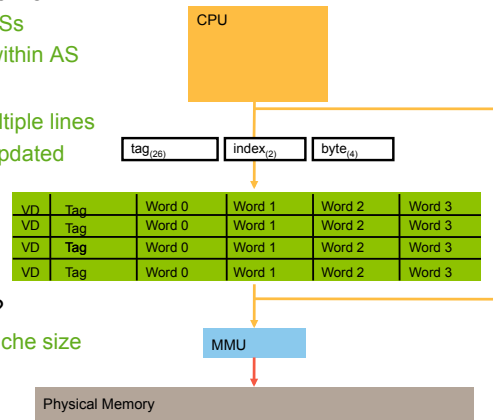 CPU
Ss
within AS
ltiple lines
pdated
tag(26) index(2) byte(4)
VD Tag Word 0 Word 1 Word 2 Word 3
VD Tag Word 0 Word 1 Word 2 Word 3
VD Tag Word 0 Word 1 Word 2 Word 3
VD Tag Word 0 Word 1 Word 2 Word 3
?
che size
MMU
Physical Memory